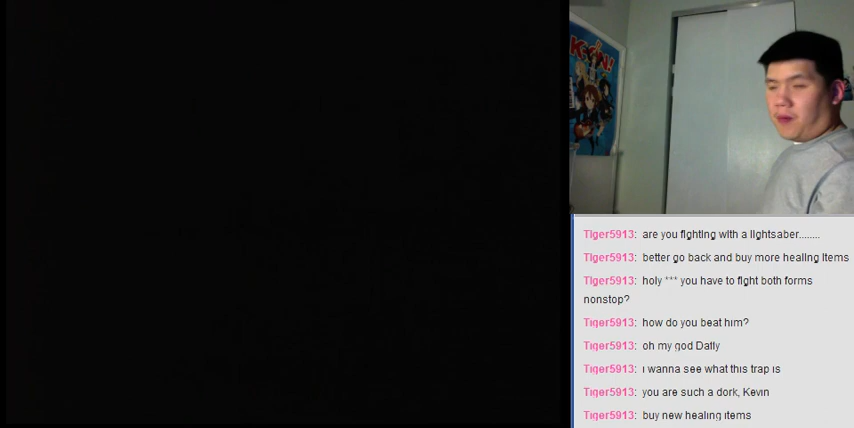 K-ON!
Tiger5913: are you fighting with a lightsaber........
Tiger5913: better go back and buy more healing items
Tiger5913: holy *** you have to fight both forms
nonstop?
Tiger5913: how do you beat him?
Tiger5913: oh my god Dafly
Tiger5913: i wanna see what this trap is
Tiger5913: you are such a dork, Kevin
Tiger5913: buy new healing items